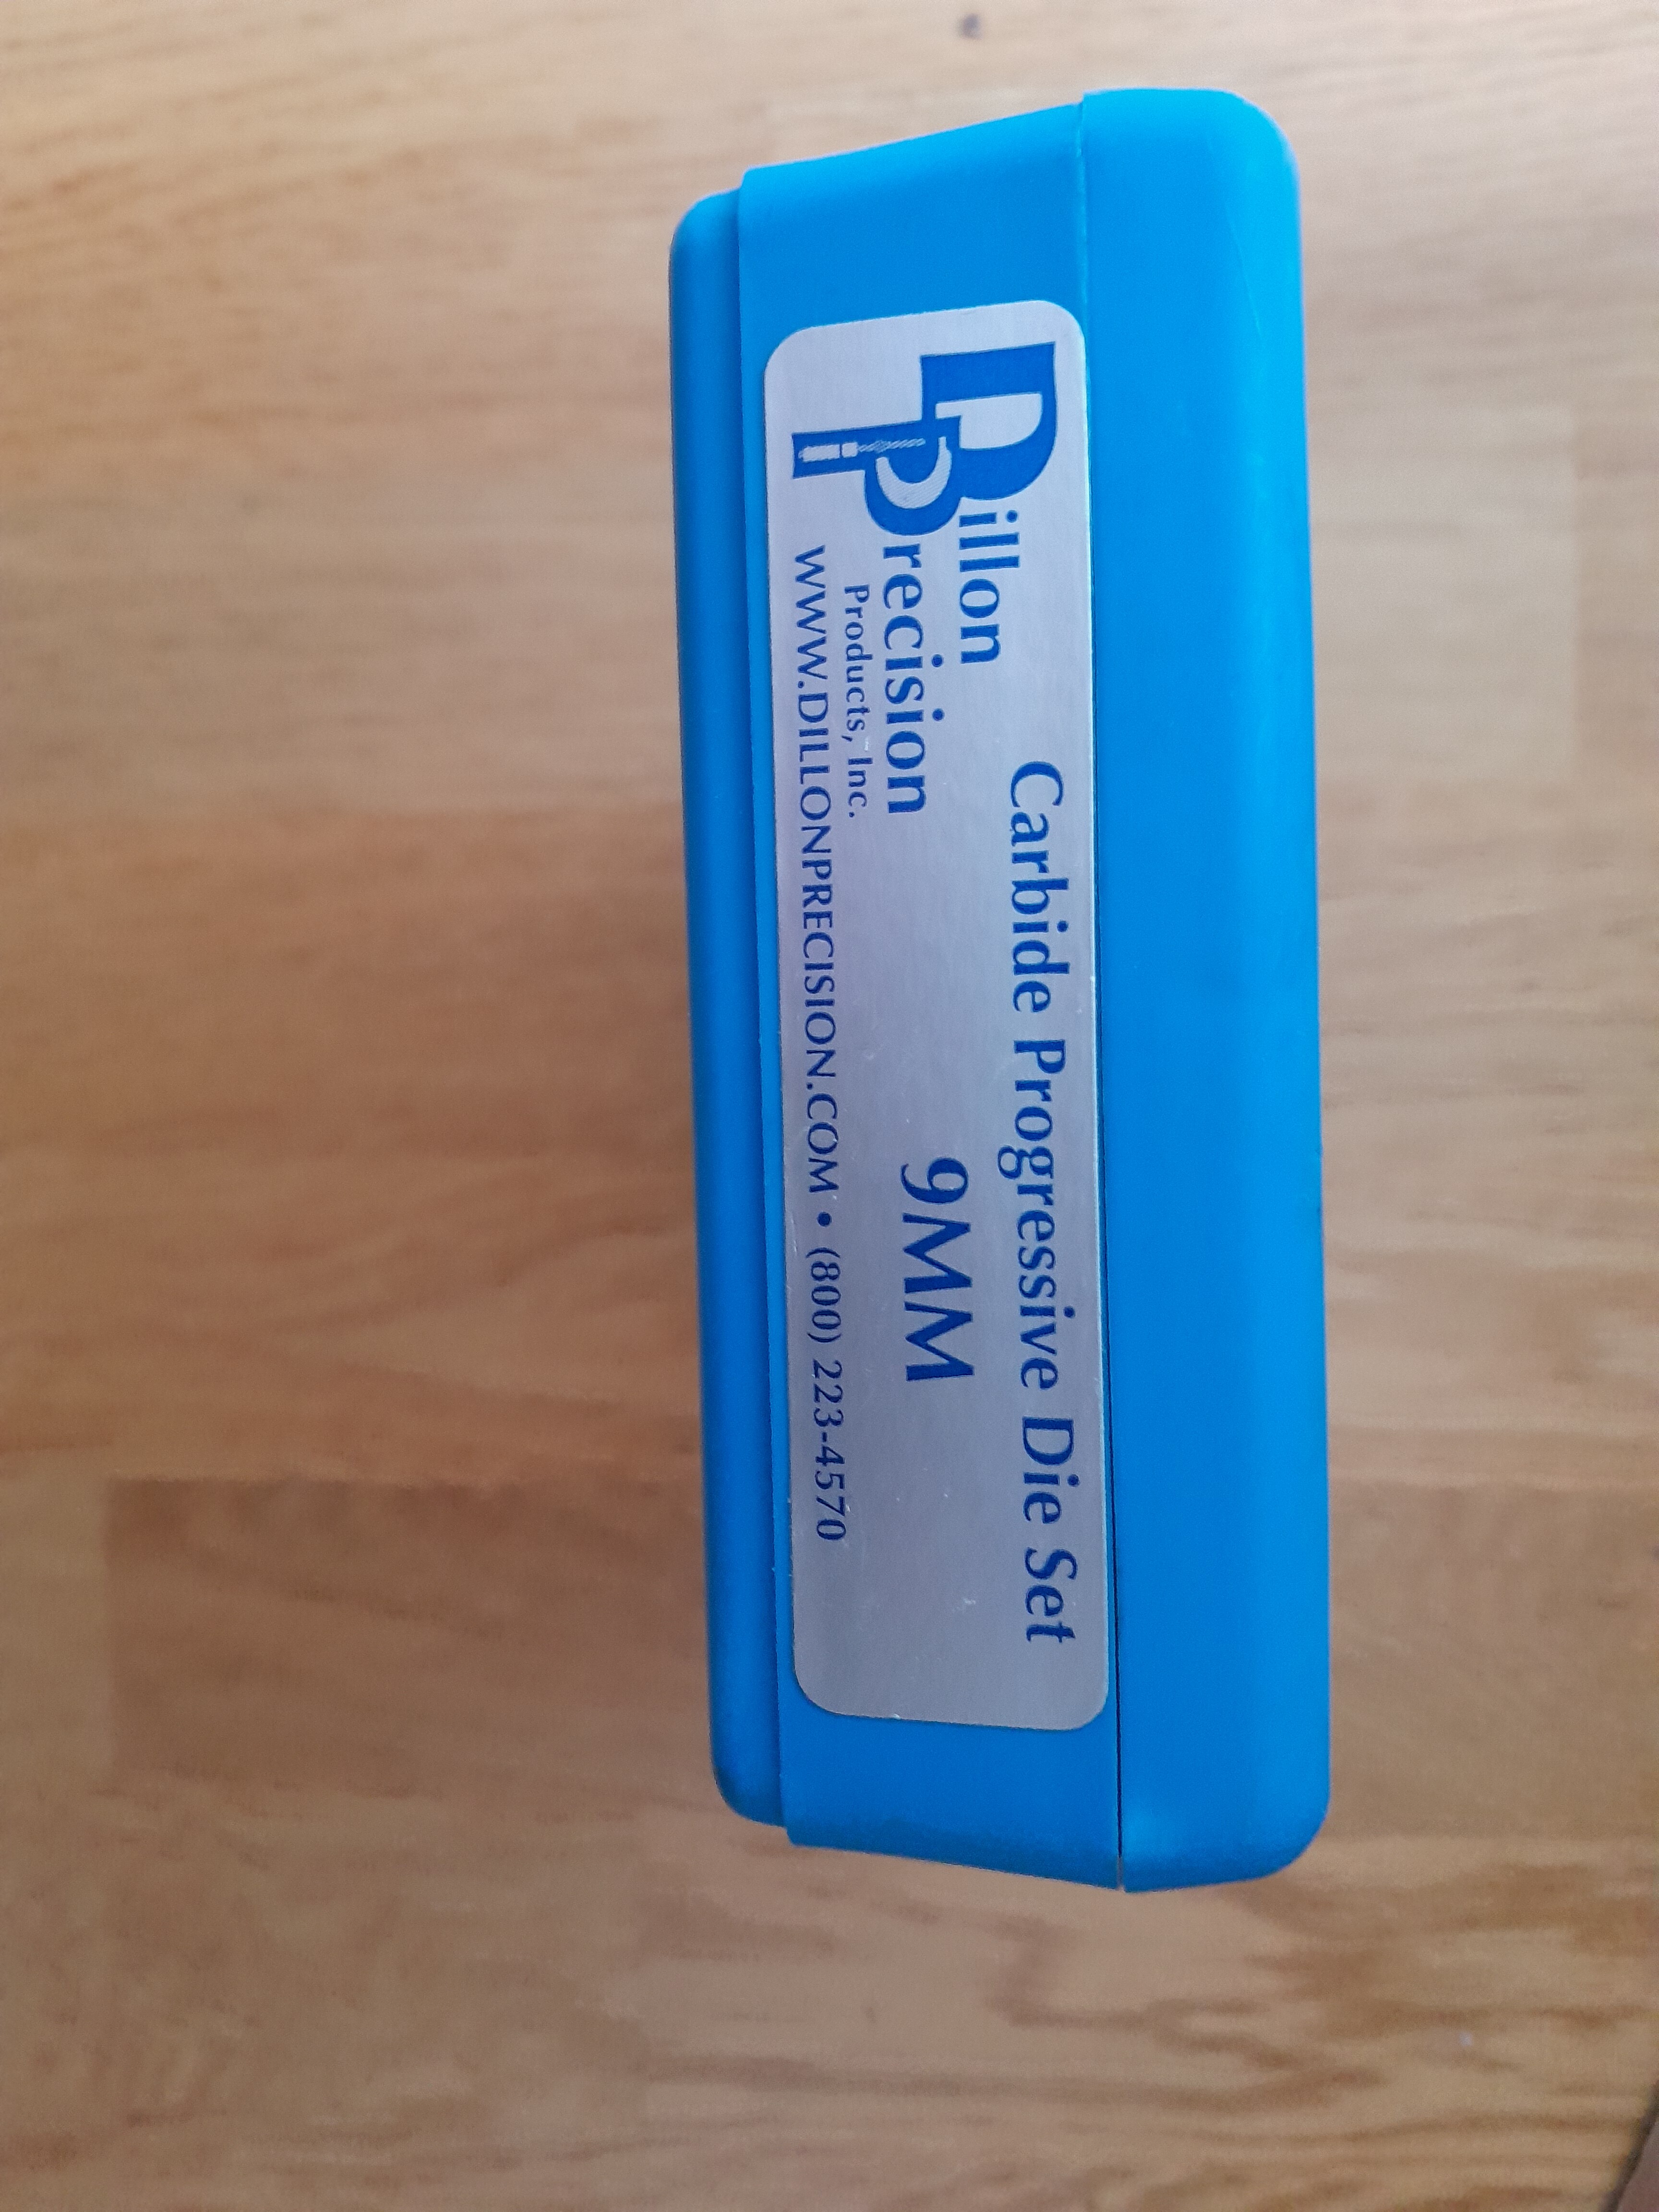 Carbide Progressive Die Set
Dillon
Precision
Products, Inc.
9MM
WWW.DILLONPRECISION.COM • (800) 223-4570